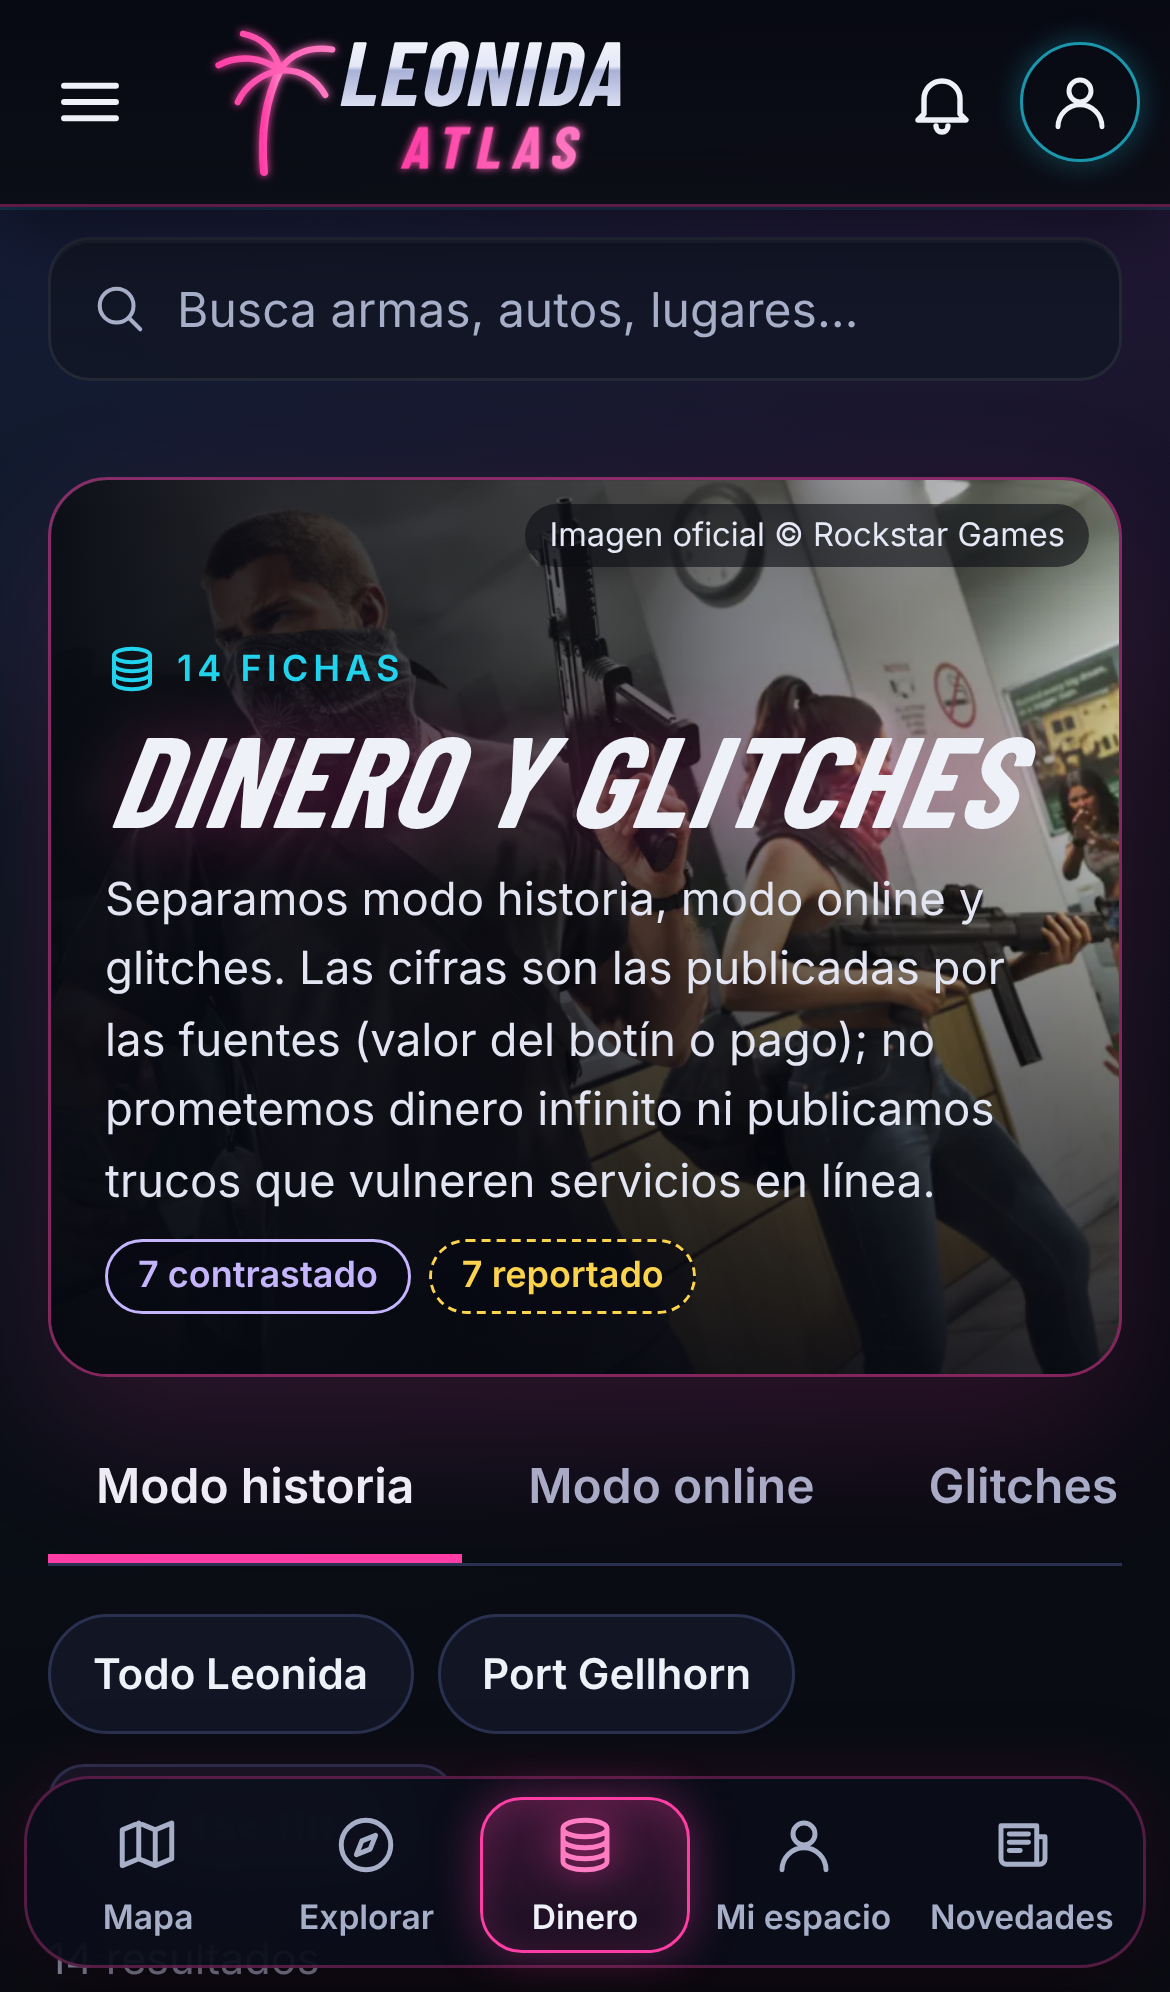 LEONIDA
ATLAS
Busca armas, autos, lugares...
Imagen oficial © Rockstar Games
14 FICHAS
DINERO Y GLITCHES
Separamos modo historia, modo online y
glitches. Las cifras son las publicadas por
las fuentes (valor del botín o pago); no
prometemos dinero infinito ni publicamos
trucos que vulneren servicios en línea.
7 contrastado 7 reportado
Modo historia Modo online Glitches
Todo Leonida Port Gellhorn
Mapa Explorar Dinero Mi espacio Novedades
14 resultados